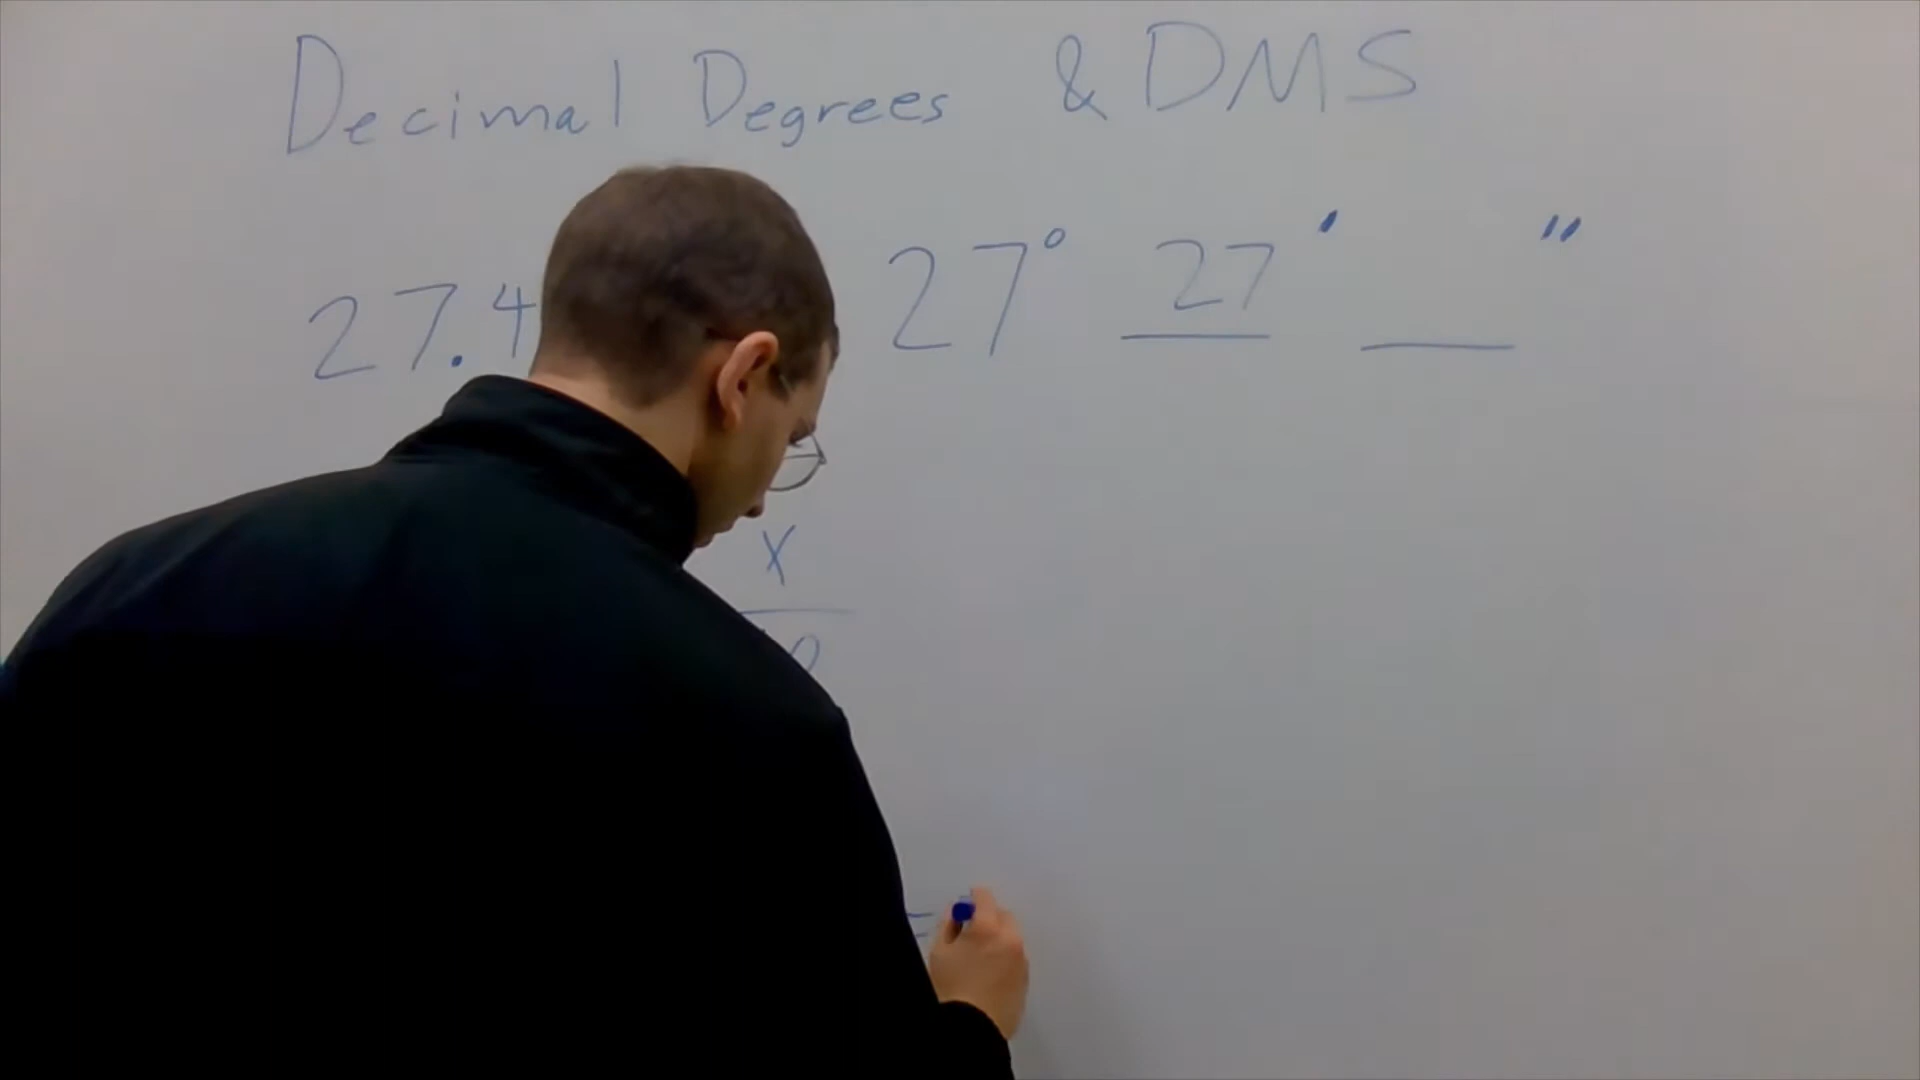 Decimal Degrees & DMS
27.4 27° 27 ' "
x
=